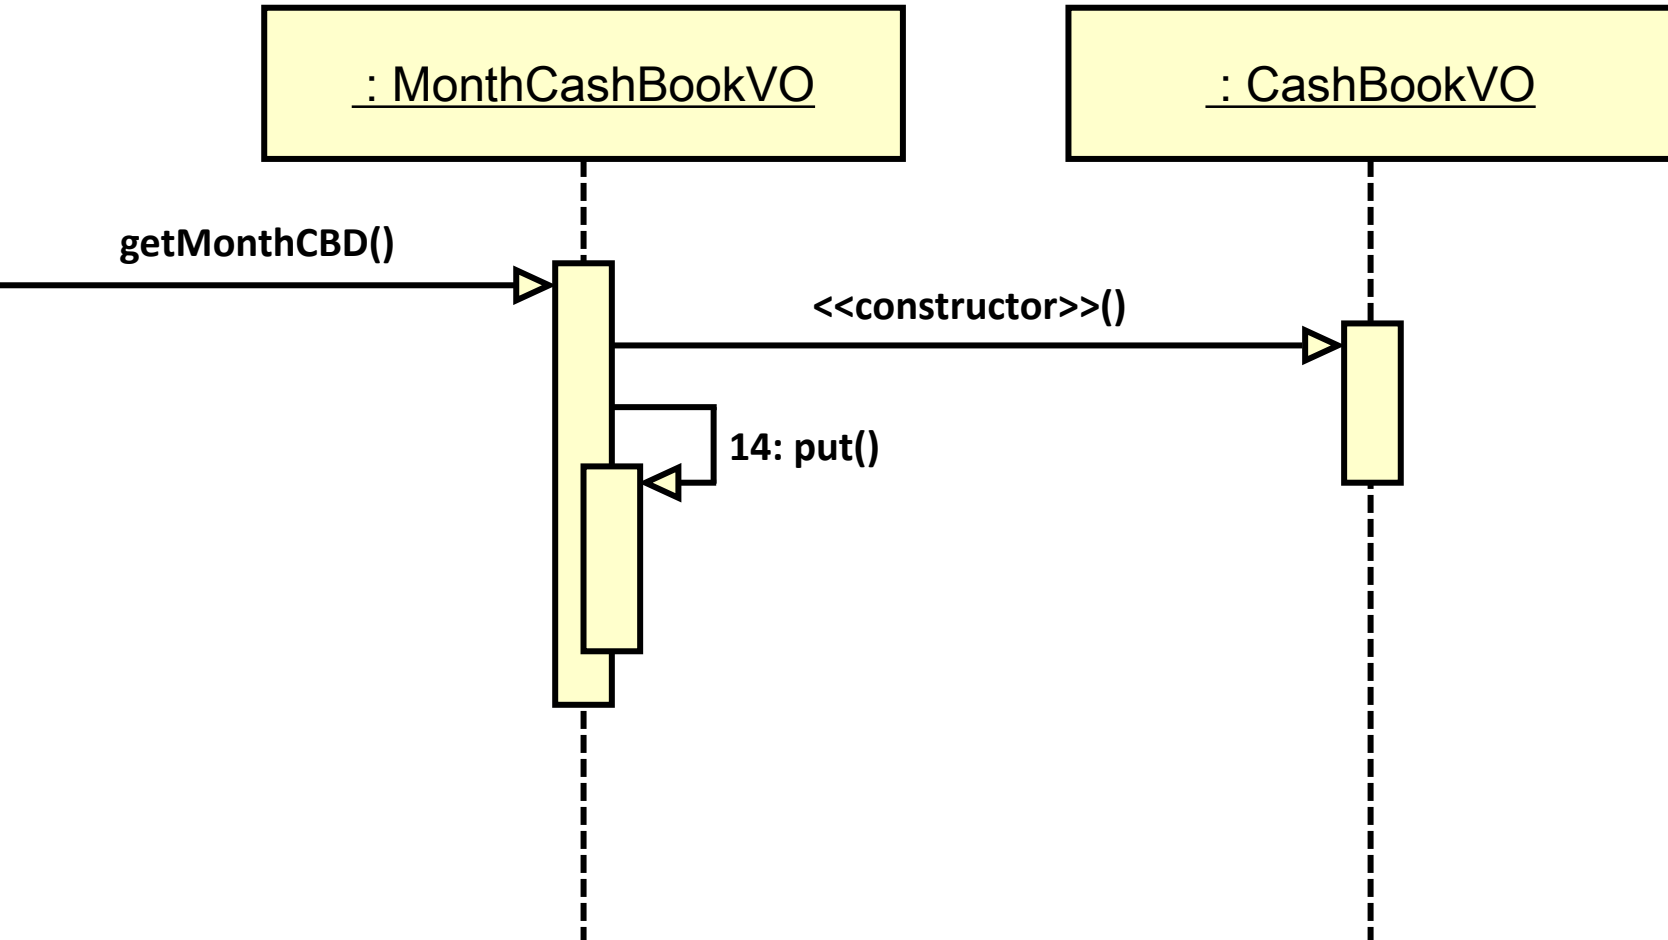 : MonthCashBookVO
: CashBookVO
getMonthCBD()
<<constructor>>()
14: put()